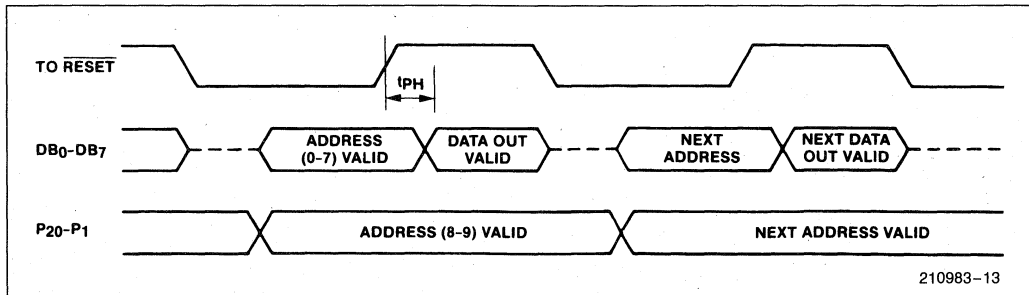 TO RESET
tPH
DB0-DB7
ADDRESS
(0-7) VALID
DATA OUT
VALID
NEXT
ADDRESS
NEXT DATA
OUT VALID
P20-P1
ADDRESS (8-9) VALID
NEXT ADDRESS VALID
210983-13